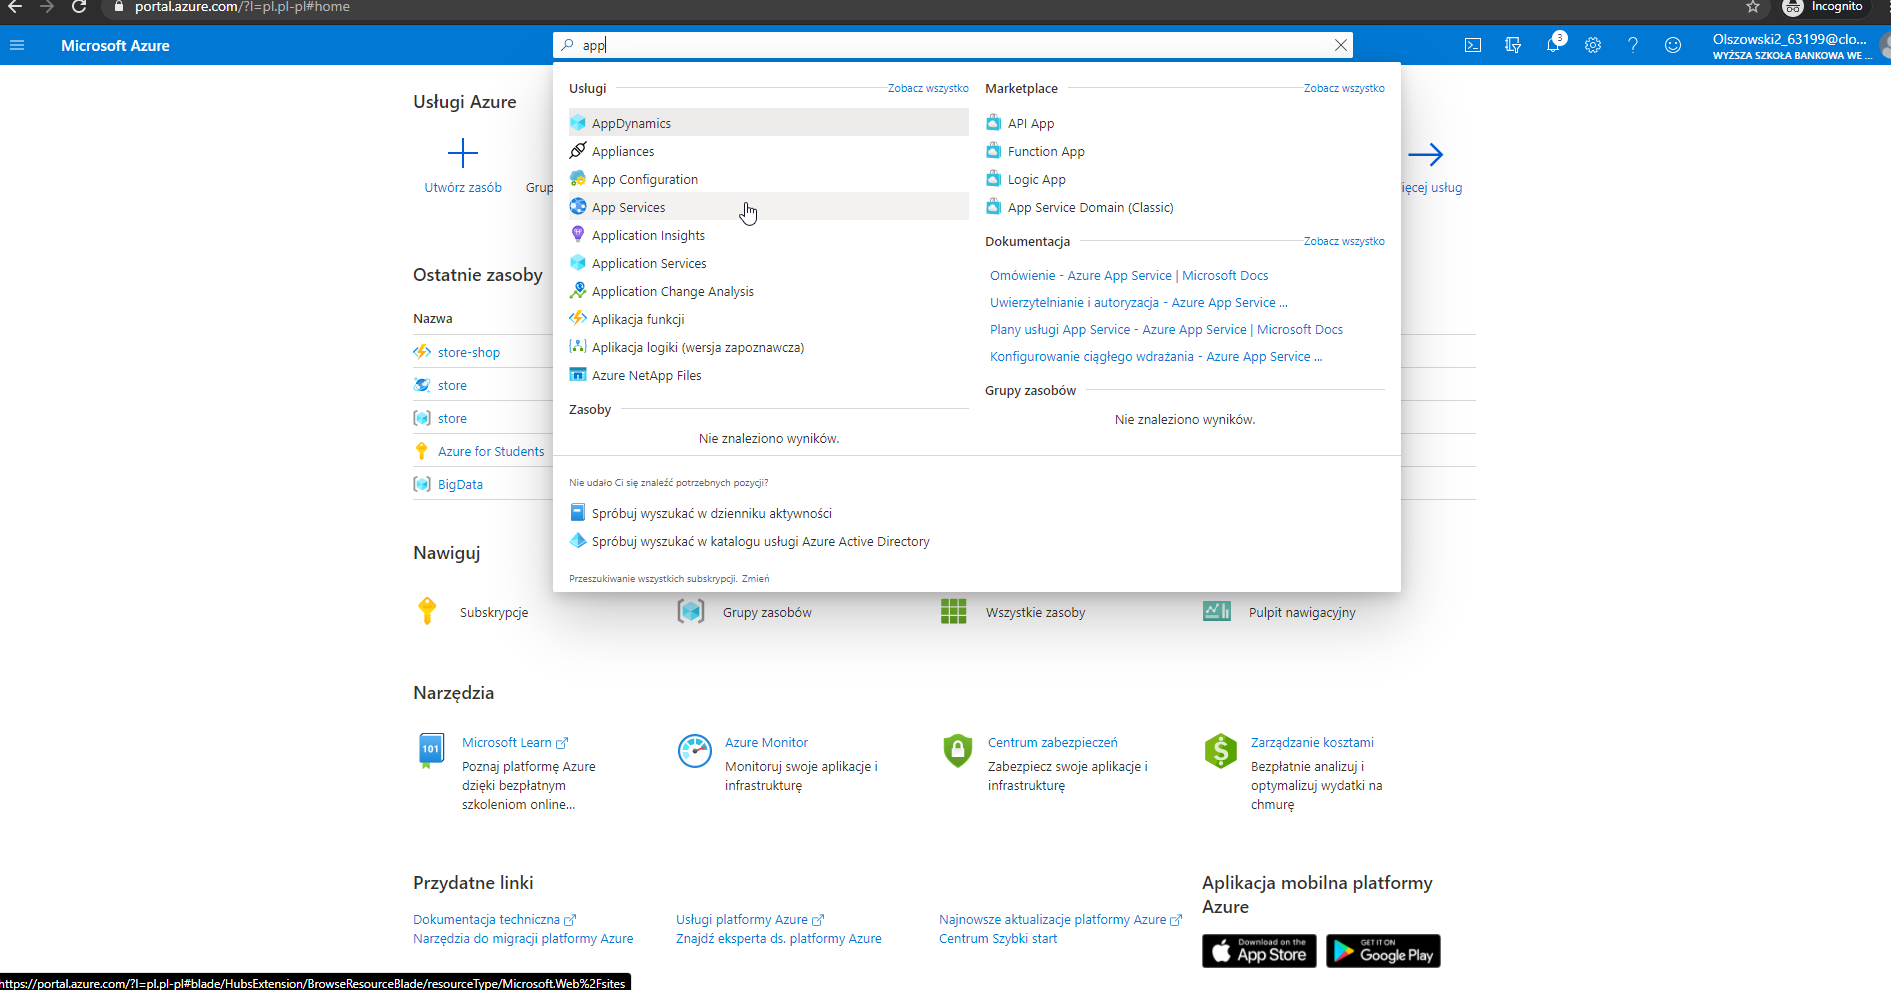 portal.azure.com/?l=pl.pl-pl#home
Incognito
Microsoft Azure
app
3
Olszowski2_63199@clo...
WYŻSZA SZKOŁA BANKOWA WE ...
Usługi Azure
Utwórz zasób
Grup
ięcej usług
Usługi
Zobacz wszystko
AppDynamics
Appliances
App Configuration
App Services
Application Insights
Application Services
Application Change Analysis
Aplikacja funkcji
Aplikacja logiki (wersja zapoznawcza)
Azure NetApp Files
Zasoby
Nie znaleziono wyników.
Marketplace
Zobacz wszystko
API App
Function App
Logic App
App Service Domain (Classic)
Dokumentacja
Zobacz wszystko
Omówienie - Azure App Service | Microsoft Docs
Uwierzytelnianie i autoryzacja - Azure App Service ...
Plany usługi App Service - Azure App Service | Microsoft Docs
Konfigurowanie ciągłego wdrażania - Azure App Service ...
Grupy zasobów
Nie znaleziono wyników.
Nie udało Ci się znaleźć potrzebnych pozycji?
Spróbuj wyszukać w dzienniku aktywności
Spróbuj wyszukać w katalogu usługi Azure Active Directory
Przeszukiwanie wszystkich subskrypcji. Zmień
Ostatnie zasoby
Nazwa
store-shop
store
store
Azure for Students
BigData
Nawiguj
Subskrypcje
Grupy zasobów
Wszystkie zasoby
Pulpit nawigacyjny
Narzędzia
101
Microsoft Learn
Poznaj platformę Azure
dzięki bezpłatnym
szkoleniom online...
Azure Monitor
Monitoruj swoje aplikacje i
infrastrukturę
Centrum zabezpieczeń
Zabezpiecz swoje aplikacje i
infrastrukturę
$
Zarządzanie kosztami
Bezpłatnie analizuj i
optymalizuj wydatki na
chmurę
Przydatne linki
Dokumentacja techniczna
Narzędzia do migracji platformy Azure
Usługi platformy Azure
Znajdź eksperta ds. platformy Azure
Najnowsze aktualizacje platformy Azure
Centrum Szybki start
Aplikacja mobilna platformy
Azure
Download on the
App Store
GET IT ON
Google Play
https://portal.azure.com/?l=pl.pl-pl#blade/HubsExtension/BrowseResourceBlade/resourceType/Microsoft.Web%2Fsites